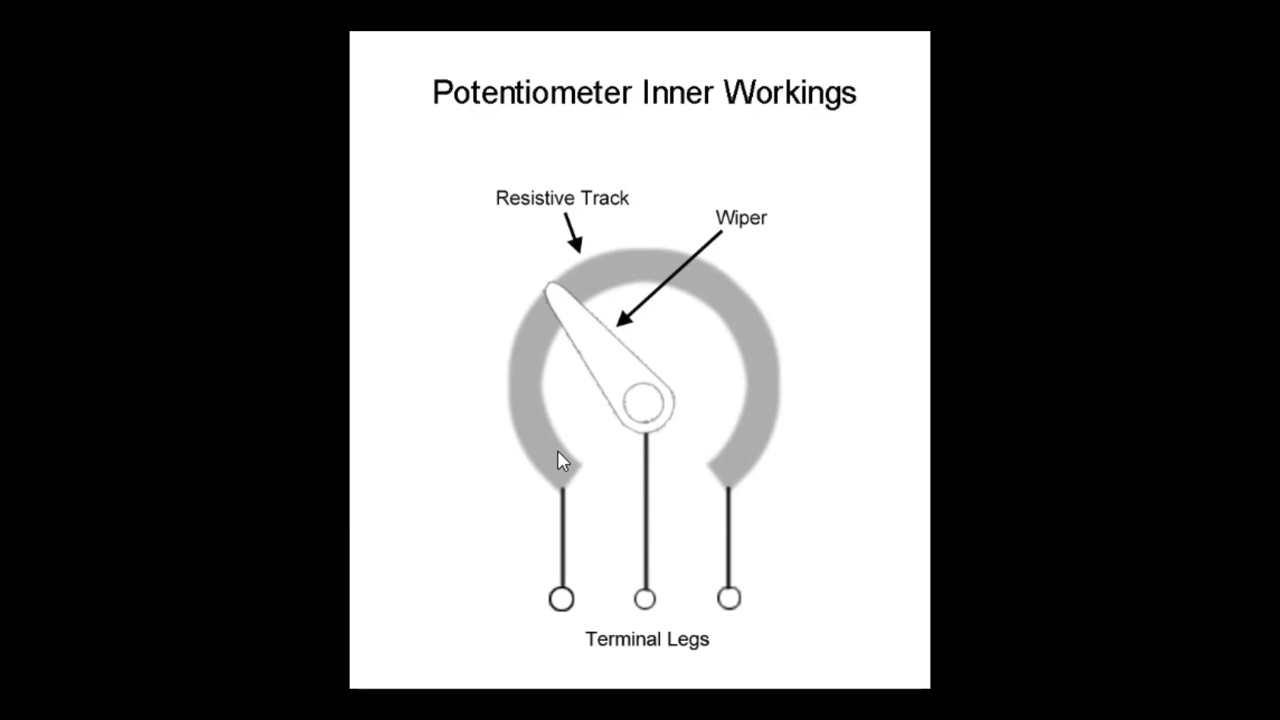 Potentiometer Inner Workings
Resistive Track
Wiper
Terminal Legs